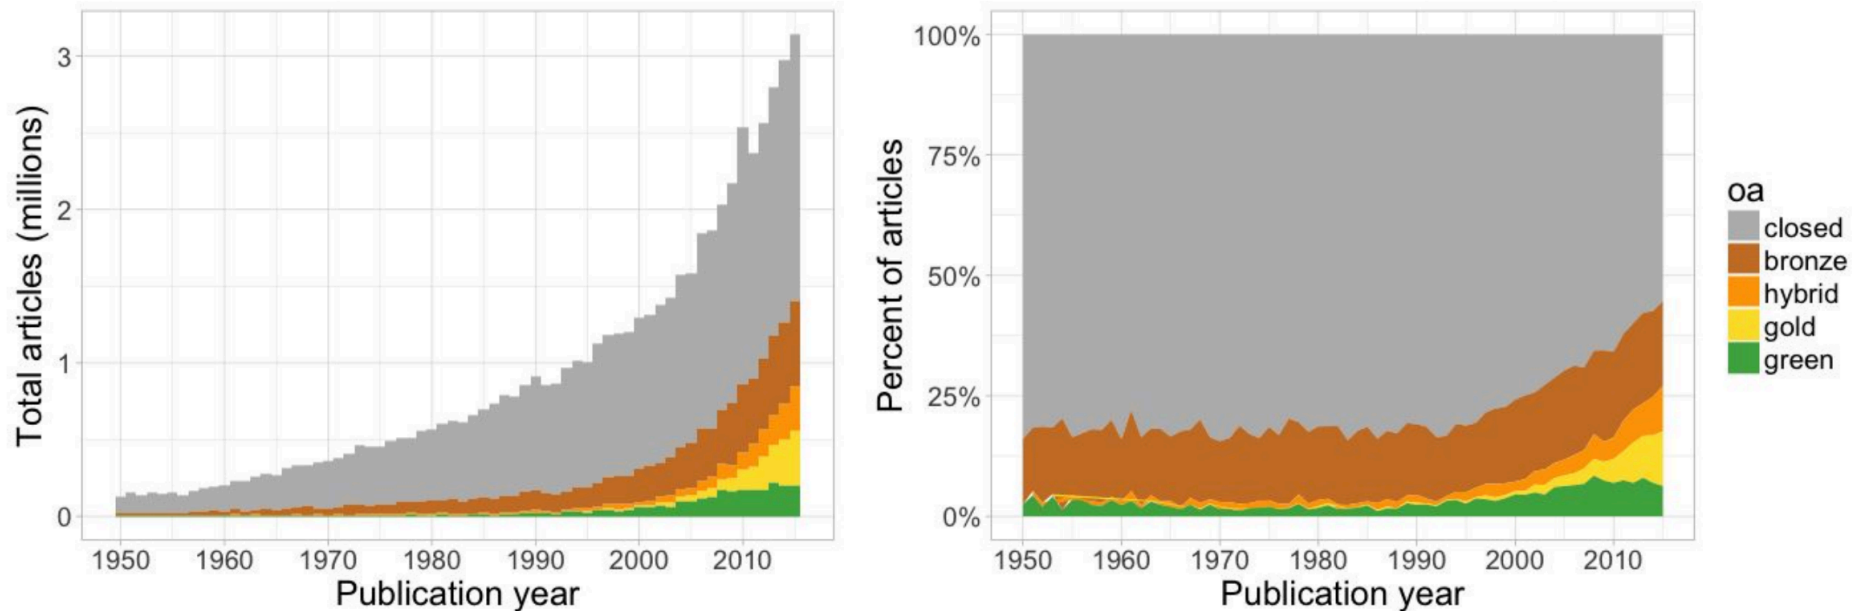 Total articles (millions)
3
2
1
0
1950 1960 1970 1980 1990 2000 2010
Publication year
Percent of articles
100%
75%
50%
25%
0%
1950 1960 1970 1980 1990 2000 2010
Publication year
oa
closed
bronze
hybrid
gold
green